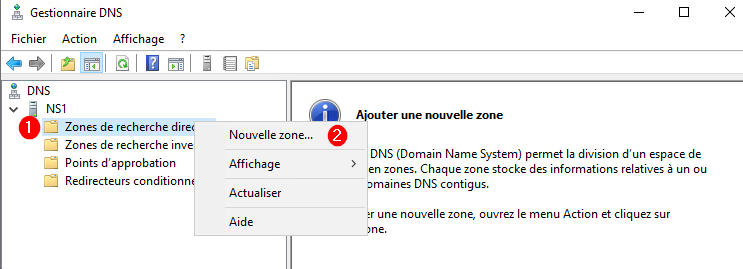 Gestionnaire DNS
Fichier Action Affichage ?
DNS
NS1
1 Zones de recherche direc
Zones de recherche inve
Points d'approbation
Redirecteurs conditionne
Nouvelle zone... 2
Affichage
Actualiser
Aide
Ajouter une nouvelle zone
DNS (Domain Name System) permet la division d'un espace de
en zones. Chaque zone stocke des informations relatives à un ou
omaines DNS contigus.
er une nouvelle zone, ouvrez le menu Action et cliquez sur
one.